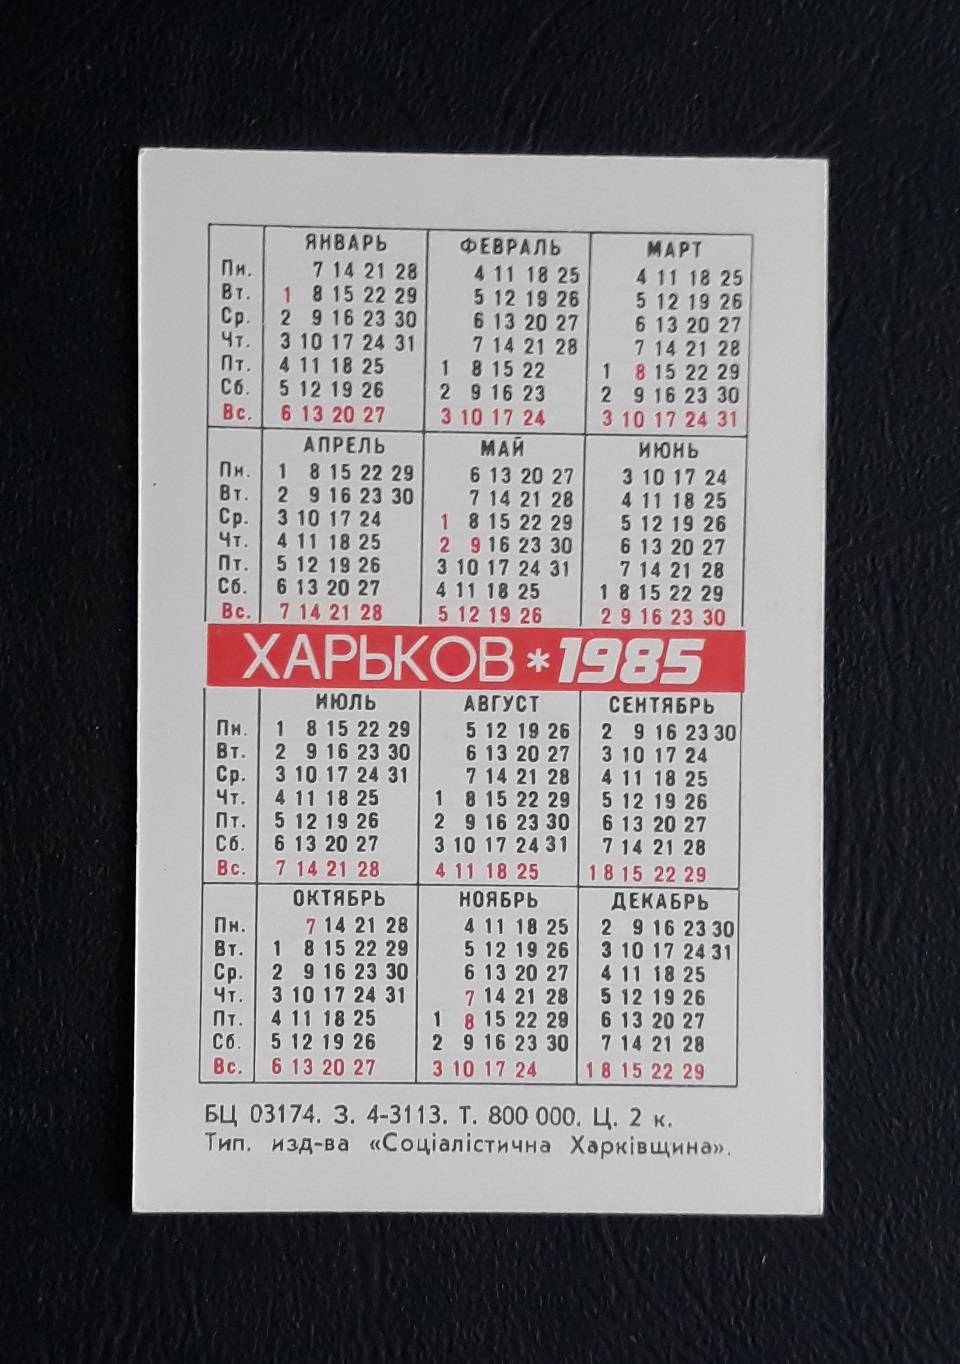 ЯНВАРЬ ФЕВРАЛЬ МАРТ
Пн. 7 14 21 28 4 11 18 25 4 11 18 25
Вт. 1 8 15 22 29 5 12 19 26 5 12 19 26
Ср. 2 9 16 23 30 6 13 20 27 6 13 20 27
Чт. 3 10 17 24 31 7 14 21 28 7 14 21 28
Пт. 4 11 18 25 1 8 15 22 1 8 15 22 29
Сб. 5 12 19 26 2 9 16 23 2 9 16 23 30
Вс. 6 13 20 27 3 10 17 24 3 10 17 24 31
АПРЕЛЬ МАЙ ИЮНЬ
Пн. 1 8 15 22 29 6 13 20 27 3 10 17 24
Вт. 2 9 16 23 30 7 14 21 28 4 11 18 25
Ср. 3 10 17 24 1 8 15 22 29 5 12 19 26
Чт. 4 11 18 25 2 9 16 23 30 6 13 20 27
Пт. 5 12 19 26 3 10 17 24 31 7 14 21 28
Сб. 6 13 20 27 4 11 18 25 1 8 15 22 29
Вс. 7 14 21 28 5 12 19 26 2 9 16 23 30
ХАРЬКОВ * 1985
ИЮЛЬ АВГУСТ СЕНТЯБРЬ
Пн. 1 8 15 22 29 5 12 19 26 2 9 16 23 30
Вт. 2 9 16 23 30 6 13 20 27 3 10 17 24
Ср. 3 10 17 24 31 7 14 21 28 4 11 18 25
Чт. 4 11 18 25 1 8 15 22 29 5 12 19 26
Пт. 5 12 19 26 2 9 16 23 30 6 13 20 27
Сб. 6 13 20 27 3 10 17 24 31 7 14 21 28
Вс. 7 14 21 28 4 11 18 25 1 8 15 22 29
ОКТЯБРЬ НОЯБРЬ ДЕКАБРЬ
Пн. 7 14 21 28 4 11 18 25 2 9 16 23 30
Вт. 1 8 15 22 29 5 12 19 26 3 10 17 24 31
Ср. 2 9 16 23 30 6 13 20 27 4 11 18 25
Чт. 3 10 17 24 31 7 14 21 28 5 12 19 26
Пт. 4 11 18 25 1 8 15 22 29 6 13 20 27
Сб. 5 12 19 26 2 9 16 23 30 7 14 21 28
Вс. 6 13 20 27 3 10 17 24 1 8 15 22 29
БЦ 03174. З. 4-3113. Т. 800 000. Ц. 2 к.
Тип. изд-ва «Соціалістична Харківщина».